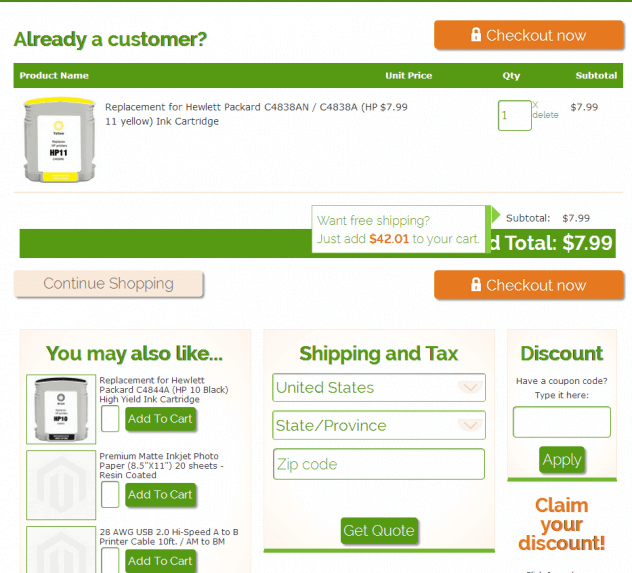 Already a customer?
Checkout now
Product Name Unit Price Qty Subtotal
Replacement for Hewlett Packard C4838AN / C4838A (HP $7.99 1 X $7.99
11 yellow) Ink Cartridge delete
Yellow
HP11
Want free shipping? Subtotal: $7.99
Just add $42.01 to your cart.
d Total: $7.99
Continue Shopping
Checkout now
You may also like...
Replacement for Hewlett
Packard C4844A (HP 10 Black)
High Yield Ink Cartridge
HP10
Add To Cart
Premium Matte Inkjet Photo
Paper (8.5"X11") 20 sheets -
Resin Coated
Add To Cart
28 AWG USB 2.0 Hi-Speed A to B
Printer Cable 10ft. / AM to BM
Add To Cart
Shipping and Tax
United States
State/Province
Zip code
Get Quote
Discount
Have a coupon code?
Type it here:
Apply
Claim
your
discount!